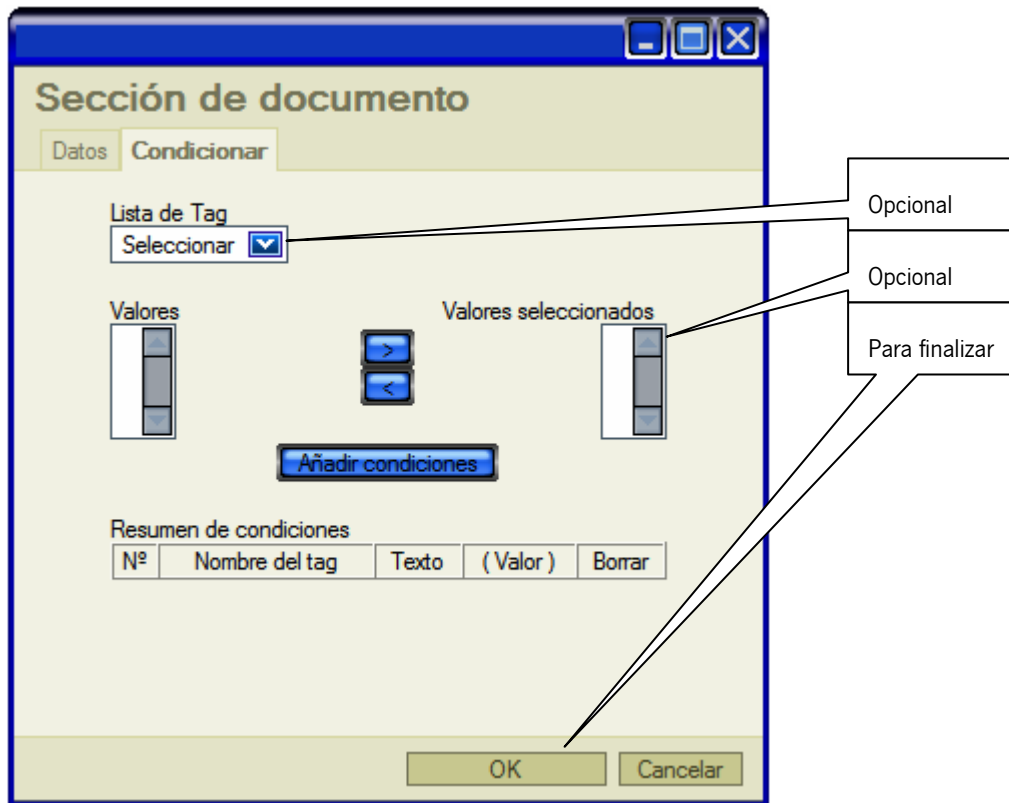 Sección de documento
Datos Condicionar
Lista de Tag
Seleccionar
Opcional
Opcional
Para finalizar
Valores
Valores seleccionados
>
<
Añadir condiciones
Resumen de condiciones
Nº Nombre del tag Texto ( Valor ) Borrar
OK Cancelar